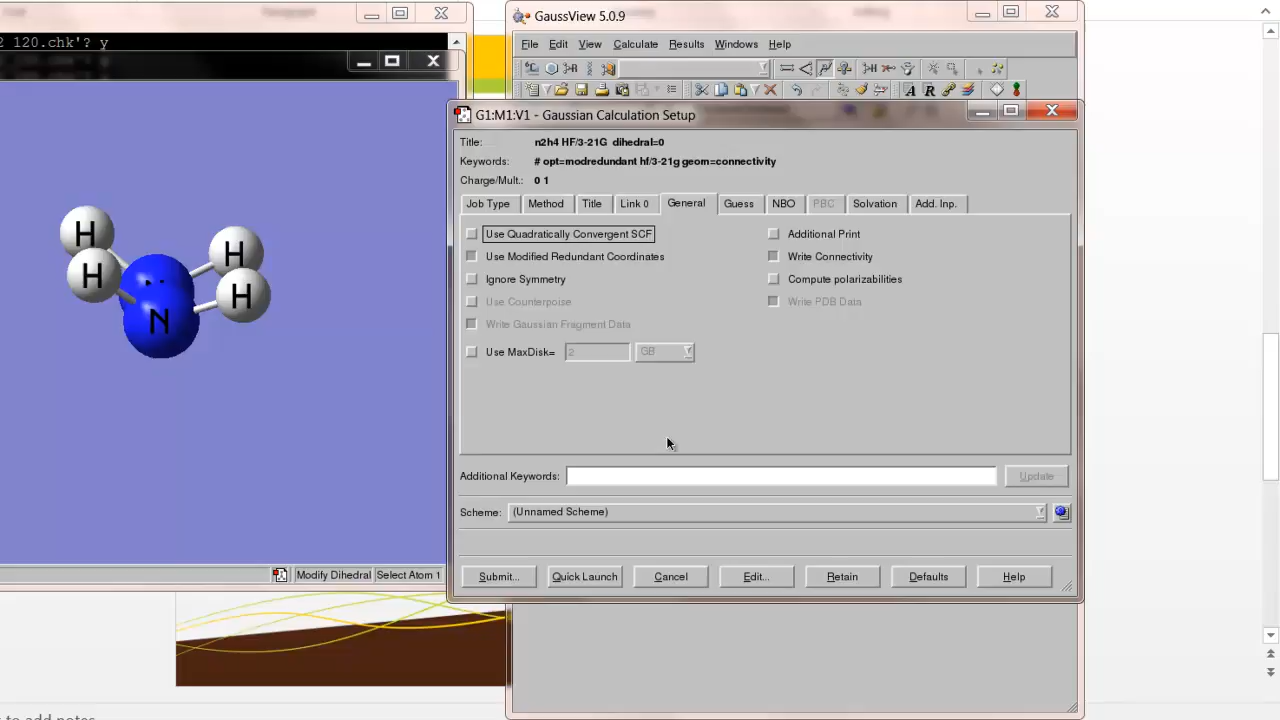 2 120.chk'? y
GaussView 5.0.9
File Edit View Calculate Results Windows Help
A R
G1:M1:V1 - Gaussian Calculation Setup
Title: n2h4 HF/3-21G dihedral=0
Keywords: # opt=modredundant hf/3-21g geom=connectivity
Charge/Mult.: 0 1
Job Type Method Title Link 0 General Guess NBO PBC Solvation Add. Inp.
Use Quadratically Convergent SCF Additional Print
Use Modified Redundant Coordinates Write Connectivity
Ignore Symmetry Compute polarizabilities
Use Counterpoise Write PDB Data
Write Gaussian Fragment Data
Use MaxDisk= 2 GB
H
H
H
H
N
Additional Keywords: Update
Scheme: (Unnamed Scheme)
Submit... Quick Launch Cancel Edit... Retain Defaults Help
Modify Dihedral Select Atom 1
to add notes